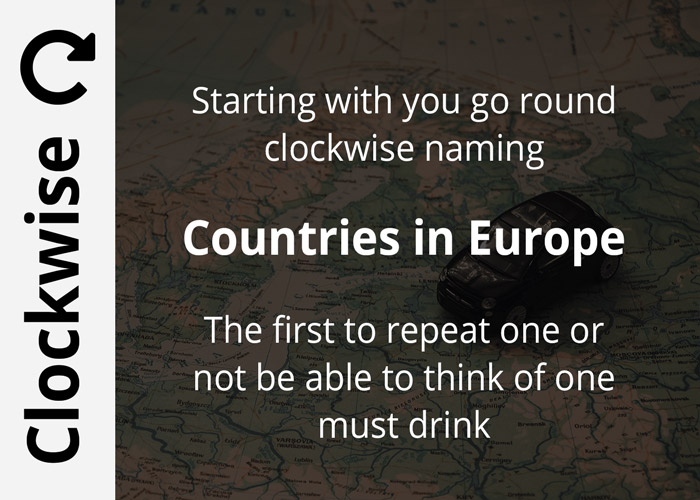 Clockwise
Starting with you go round
clockwise naming
Countries in Europe
The first to repeat one or
not be able to think of one
must drink